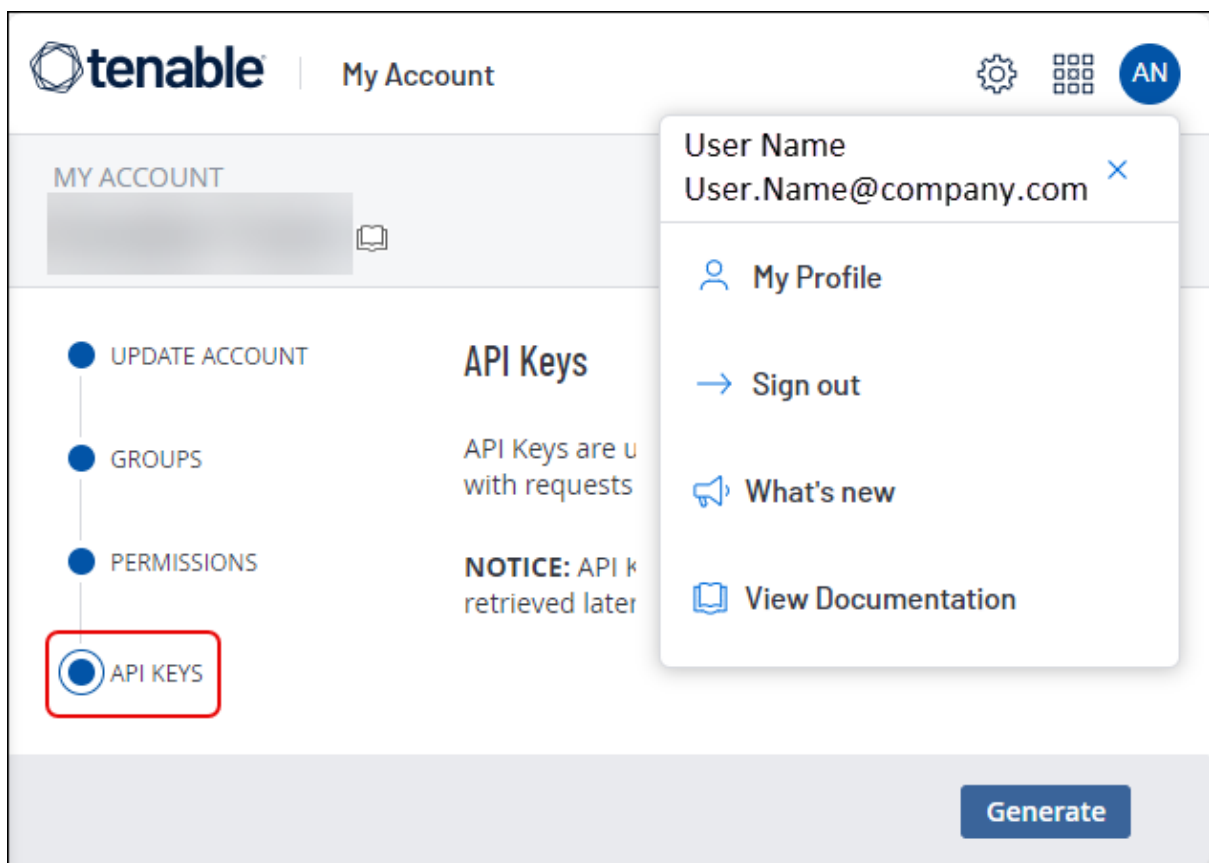 tenable
My Account
AN
User Name
User.Name@company.com
MY ACCOUNT
My Profile
Sign out
What's new
View Documentation
UPDATE ACCOUNT
GROUPS
PERMISSIONS
API KEYS
API Keys
API Keys are
with requests
NOTICE: API
retrieved later
Generate